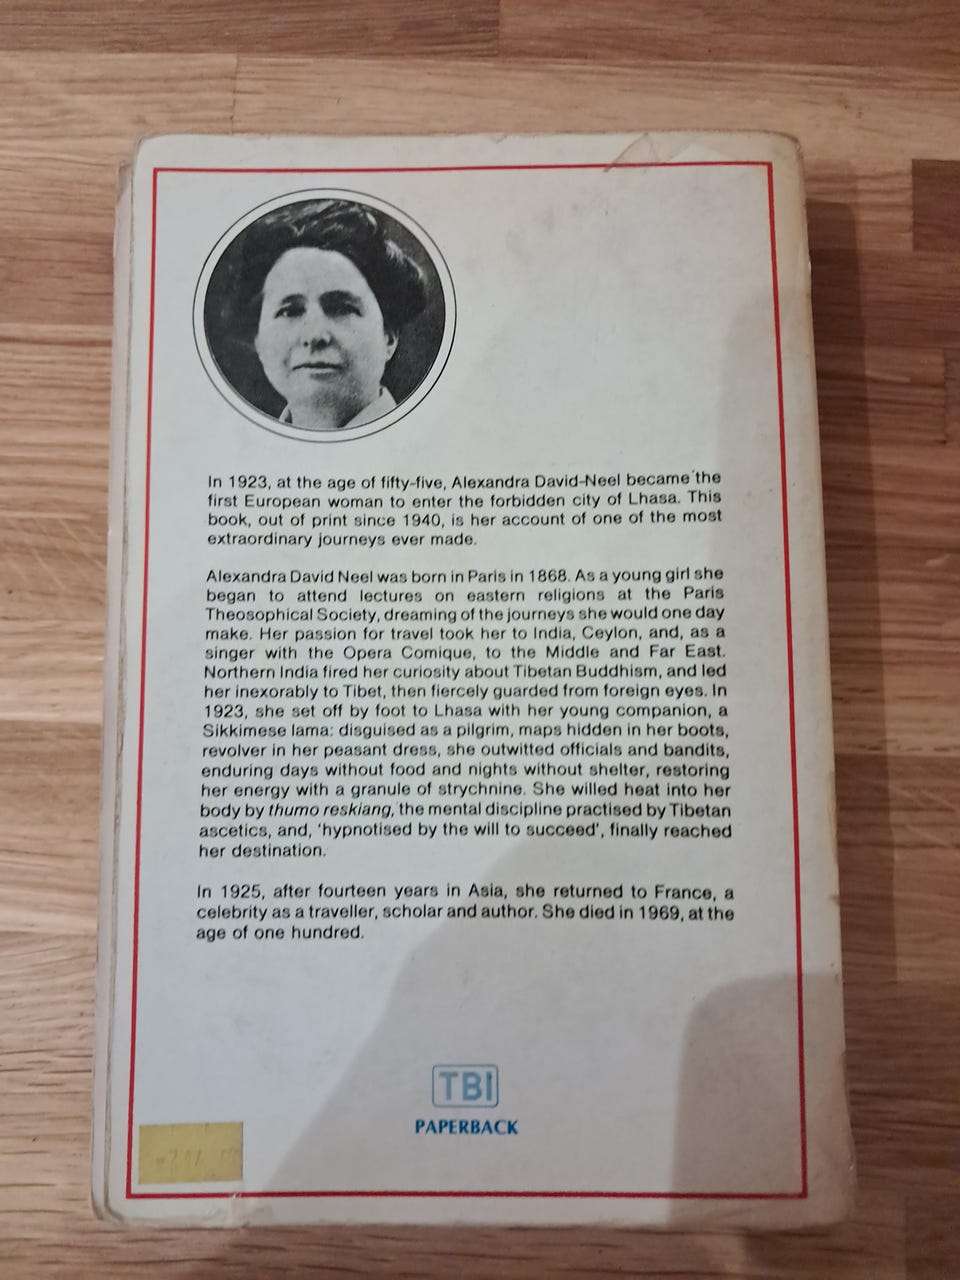 In 1923, at the age of fifty-five, Alexandra David-Neel became the
first European woman to enter the forbidden city of Lhasa. This
book, out of print since 1940, is her account of one of the most
extraordinary journeys ever made.
Alexandra David Neel was born in Paris in 1868. As a young girl she
began to attend lectures on eastern religions at the Paris
Theosophical Society, dreaming of the journeys she would one day
make. Her passion for travel took her to India, Ceylon, and, as a
singer with the Opera Comique, to the Middle and Far East.
Northern India fired her curiosity about Tibetan Buddhism, and led
her inexorably to Tibet, then fiercely guarded from foreign eyes. In
1923, she set off by foot to Lhasa with her young companion, a
Sikkimese lama: disguised as a pilgrim, maps hidden in her boots,
revolver in her peasant dress, she outwitted officials and bandits,
enduring days without food and nights without shelter, restoring
her energy with a granule of strychnine. She willed heat into her
body by thumo reskiang, the mental discipline practised by Tibetan
ascetics, and, ‘hypnotised by the will to succeed’, finally reached
her destination.
In 1925, after fourteen years in Asia, she returned to France, a
celebrity as a traveller, scholar and author. She died in 1969, at the
age of one hundred.
TBI
PAPERBACK